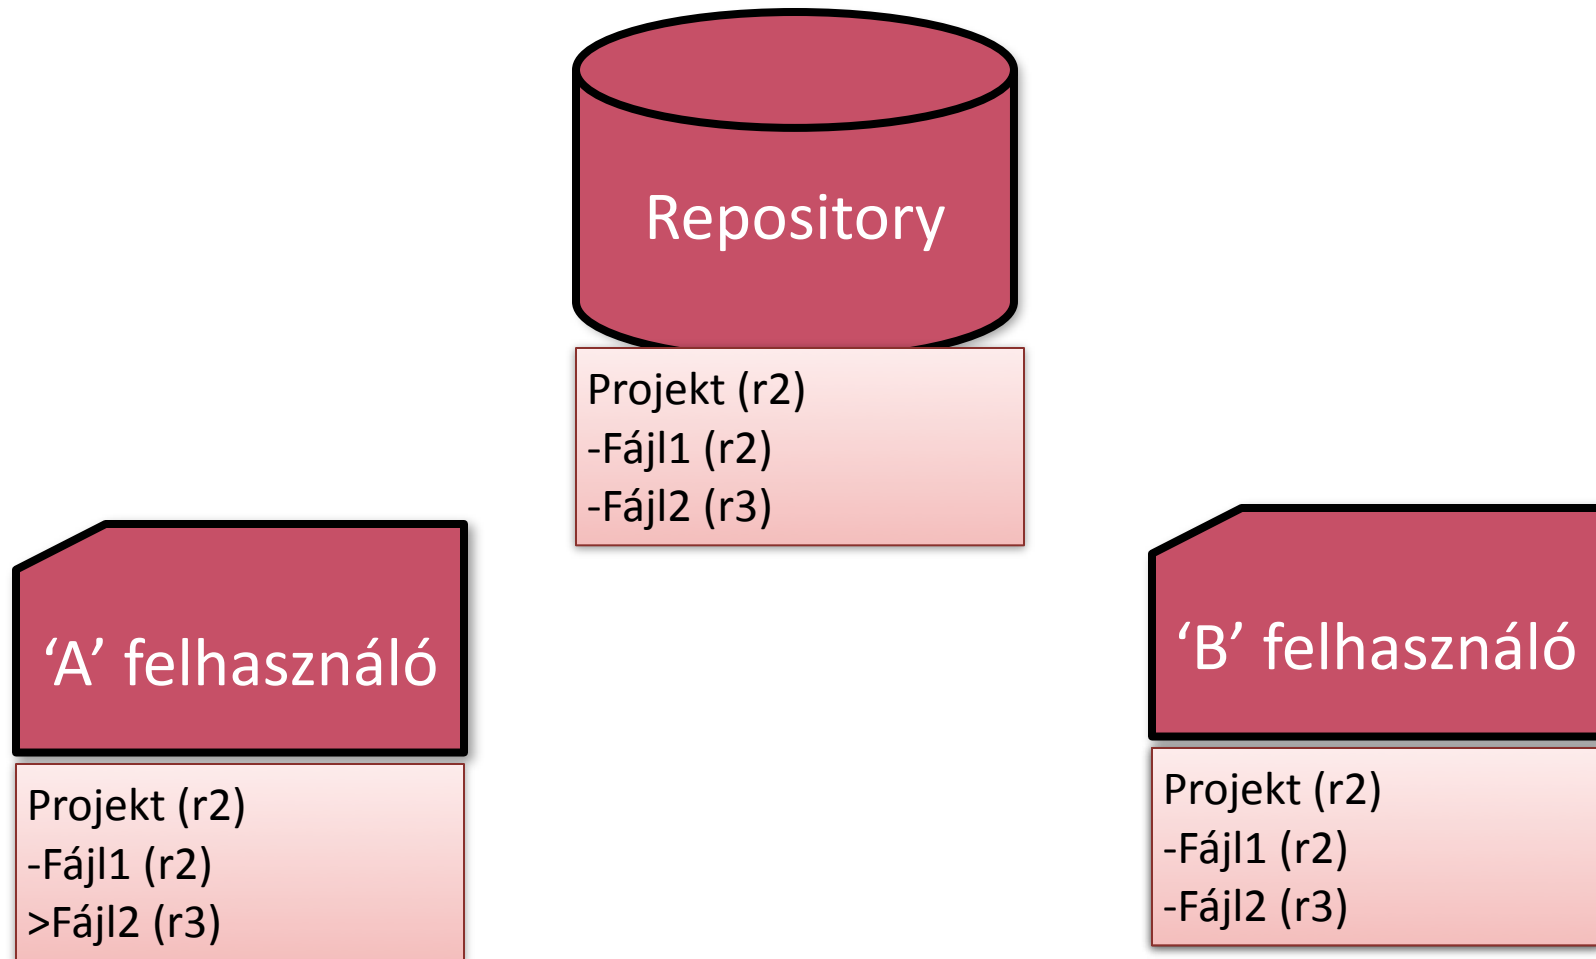 Repository
Projekt (r2)
-Fájl1 (r2)
-Fájl2 (r3)
‘A’ felhasználó
Projekt (r2)
-Fájl1 (r2)
>Fájl2 (r3)
‘B’ felhasználó
Projekt (r2)
-Fájl1 (r2)
-Fájl2 (r3)